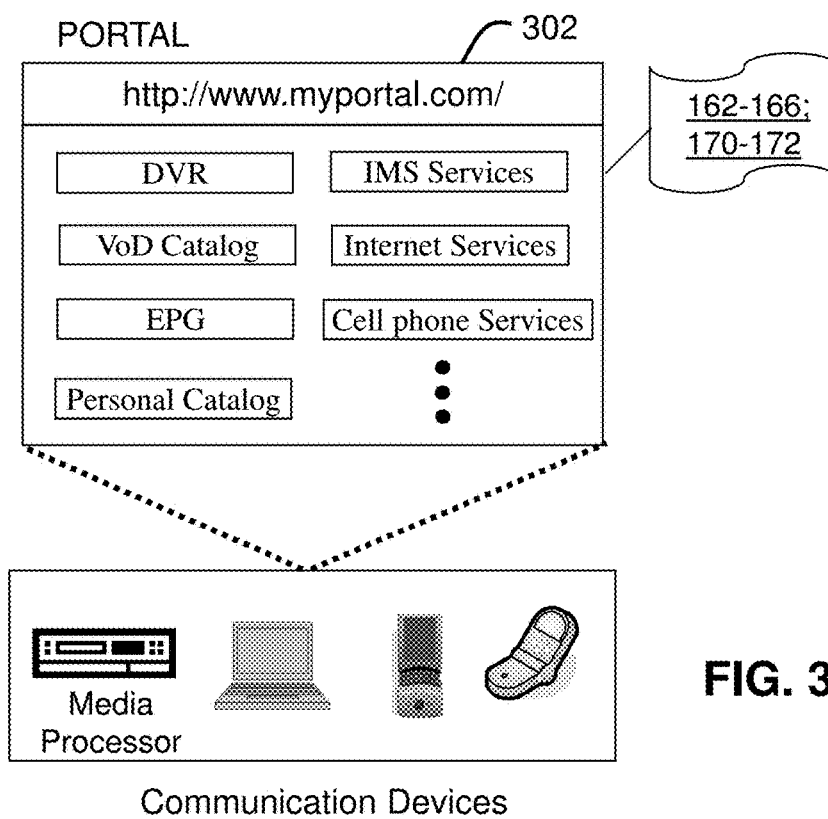 PORTAL
302
http://www.myportal.com/
162-166;
170-172
DVR
IMS Services
VoD Catalog
Internet Services
EPG
Cell phone Services
Personal Catalog
Media
Processor
FIG. 3
Communication Devices